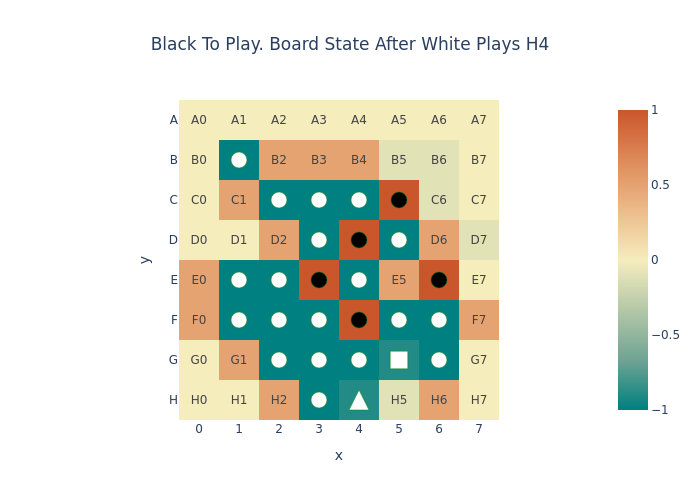 Black To Play. Board State After White Plays H4
A A0 A1 A2 A3 A4 A5 A6 A7
B B0 B2 B3 B4 B5 B6 B7
C C0 C1 C6 C7
D D0 D1 D2 D6 D7
E E0 E5 E7
F F0 F7
G G0 G1 G7
H H0 H1 H2 H5 H6 H7
0 1 2 3 4 5 6 7
x
y
1
0.5
0
−0.5
−1